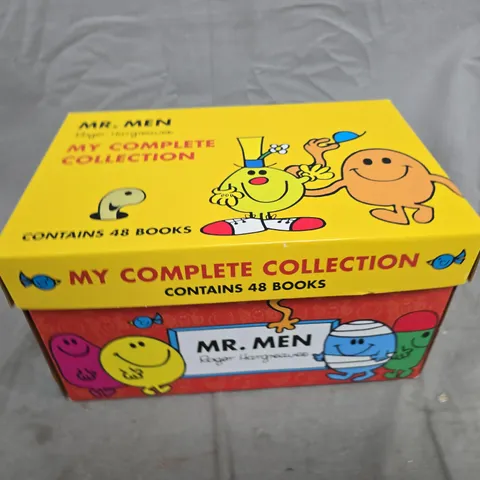 MR. MEN
Roger Hargreaves
MY COMPLETE
COLLECTION
CONTAINS 48 BOOKS
MY COMPLETE COLLECTION
CONTAINS 48 BOOKS
MR. MEN
Roger Hargreaves